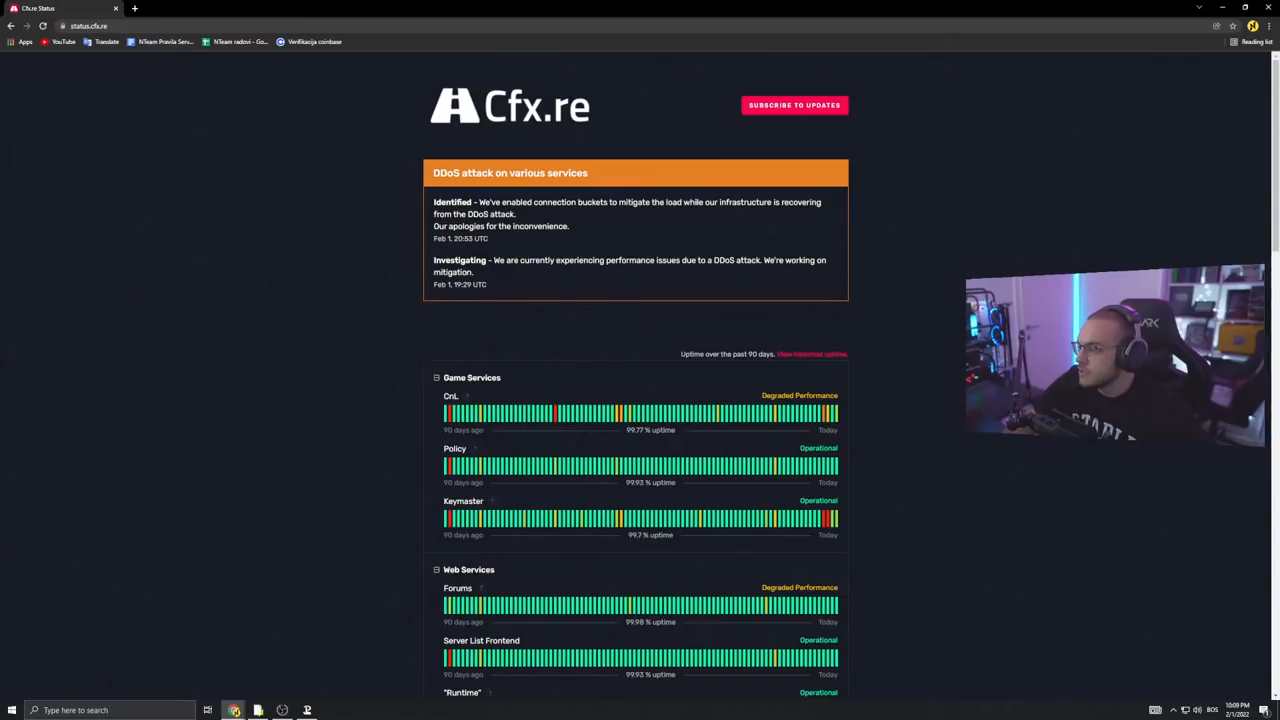 Cfx.re Status
status.cfx.re
Apps
YouTube
Translate
NTeam Pravila Serv...
NTeam radovi - Go...
Verifikacija coinbase
Reading list
Cfx.re
SUBSCRIBE TO UPDATES
DDoS attack on various services
Identified - We've enabled connection buckets to mitigate the load while our infrastructure is recovering
from the DDoS attack.
Our apologies for the inconvenience.
Feb 1, 20:53 UTC
Investigating - We are currently experiencing performance issues due to a DDoS attack. We're working on
mitigation.
Feb 1, 19:29 UTC
Uptime over the past 90 days. View historical uptime.
Game Services
CnL ? Degraded Performance
90 days ago 99.77 % uptime Today
Policy ? Operational
90 days ago 99.93 % uptime Today
Keymaster ? Operational
90 days ago 99.7 % uptime Today
Web Services
Forums ? Degraded Performance
90 days ago 99.98 % uptime Today
Server List Frontend Operational
90 days ago 99.93 % uptime Today
"Runtime" ? Operational
Type here to search
BOS
10:09 PM
2/1/2022